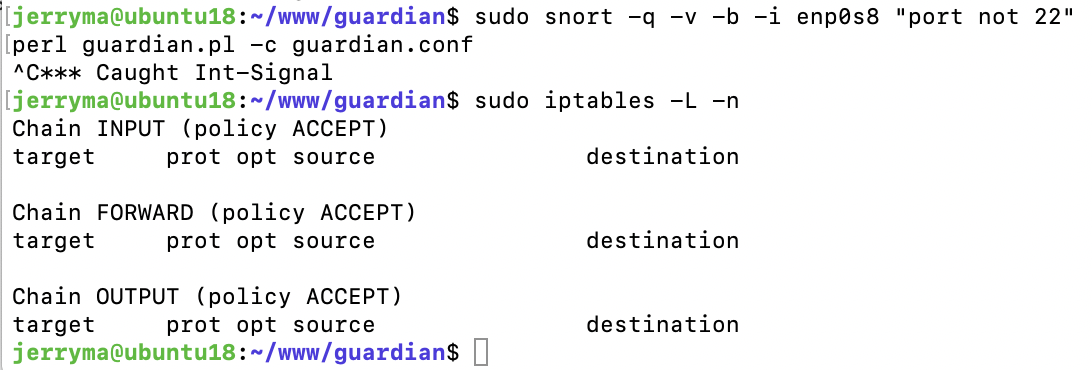 [jerryma@ubuntu18:~/www/guardian$ sudo snort -q -v -b -i enp0s8 "port not 22"
[perl guardian.pl -c guardian.conf
^C*** Caught Int-Signal
[jerryma@ubuntu18:~/www/guardian$ sudo iptables -L -n
Chain INPUT (policy ACCEPT)
target     prot opt source               destination
Chain FORWARD (policy ACCEPT)
target     prot opt source               destination
Chain OUTPUT (policy ACCEPT)
target     prot opt source               destination
jerryma@ubuntu18:~/www/guardian$